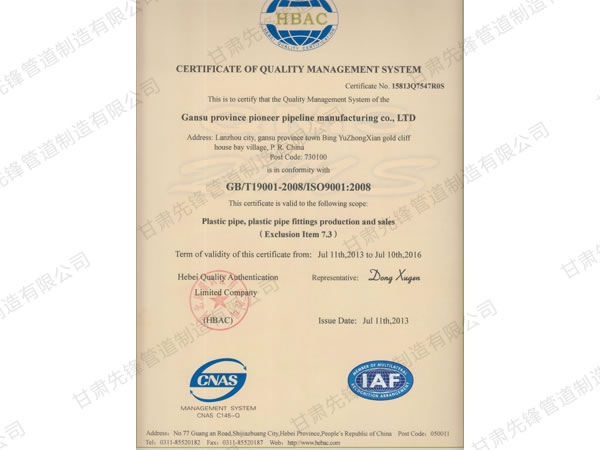 HBAC
CERTIFICATE OF QUALITY MANAGEMENT SYSTEM
Certificate No. 15813Q7547R0S
This is to certify that the Quality Management System of the
Gansu province pioneer pipeline manufacturing co., LTD
Address: Lanzhou city, gansu province town Bing YuZhongXian gold cliff
house bay village, P. R. China
Post Code: 730100
is in conformity with
GB/T19001-2008/ISO9001:2008
This certificate is valid to the following scope:
Plastic pipe, plastic pipe fittings production and sales
( Exclusion Item 7.3 )
Term of validity of this certificate from: Jul 11th,2013 to Jul 10th,2016
Hebei Quality Authentication
Limited Company
(HBAC)
Representative: Dong Xugen
Issue Date: Jul 11th,2013
CNAS
MANAGEMENT SYSTEM
CNAS C146-Q
MEMBER OF MULTILATERAL
IAF
RECOGNITION ARRANGEMENT
Address: No 77 Guang an Road,Shijiazhuang City,Hebei Province,People's Republic of China Post Code: 050011
Tel: 0311-85520182 Fax: 0311-85520187 Web: http://www.hebac.com
甘肃先锋管道制造有限公司